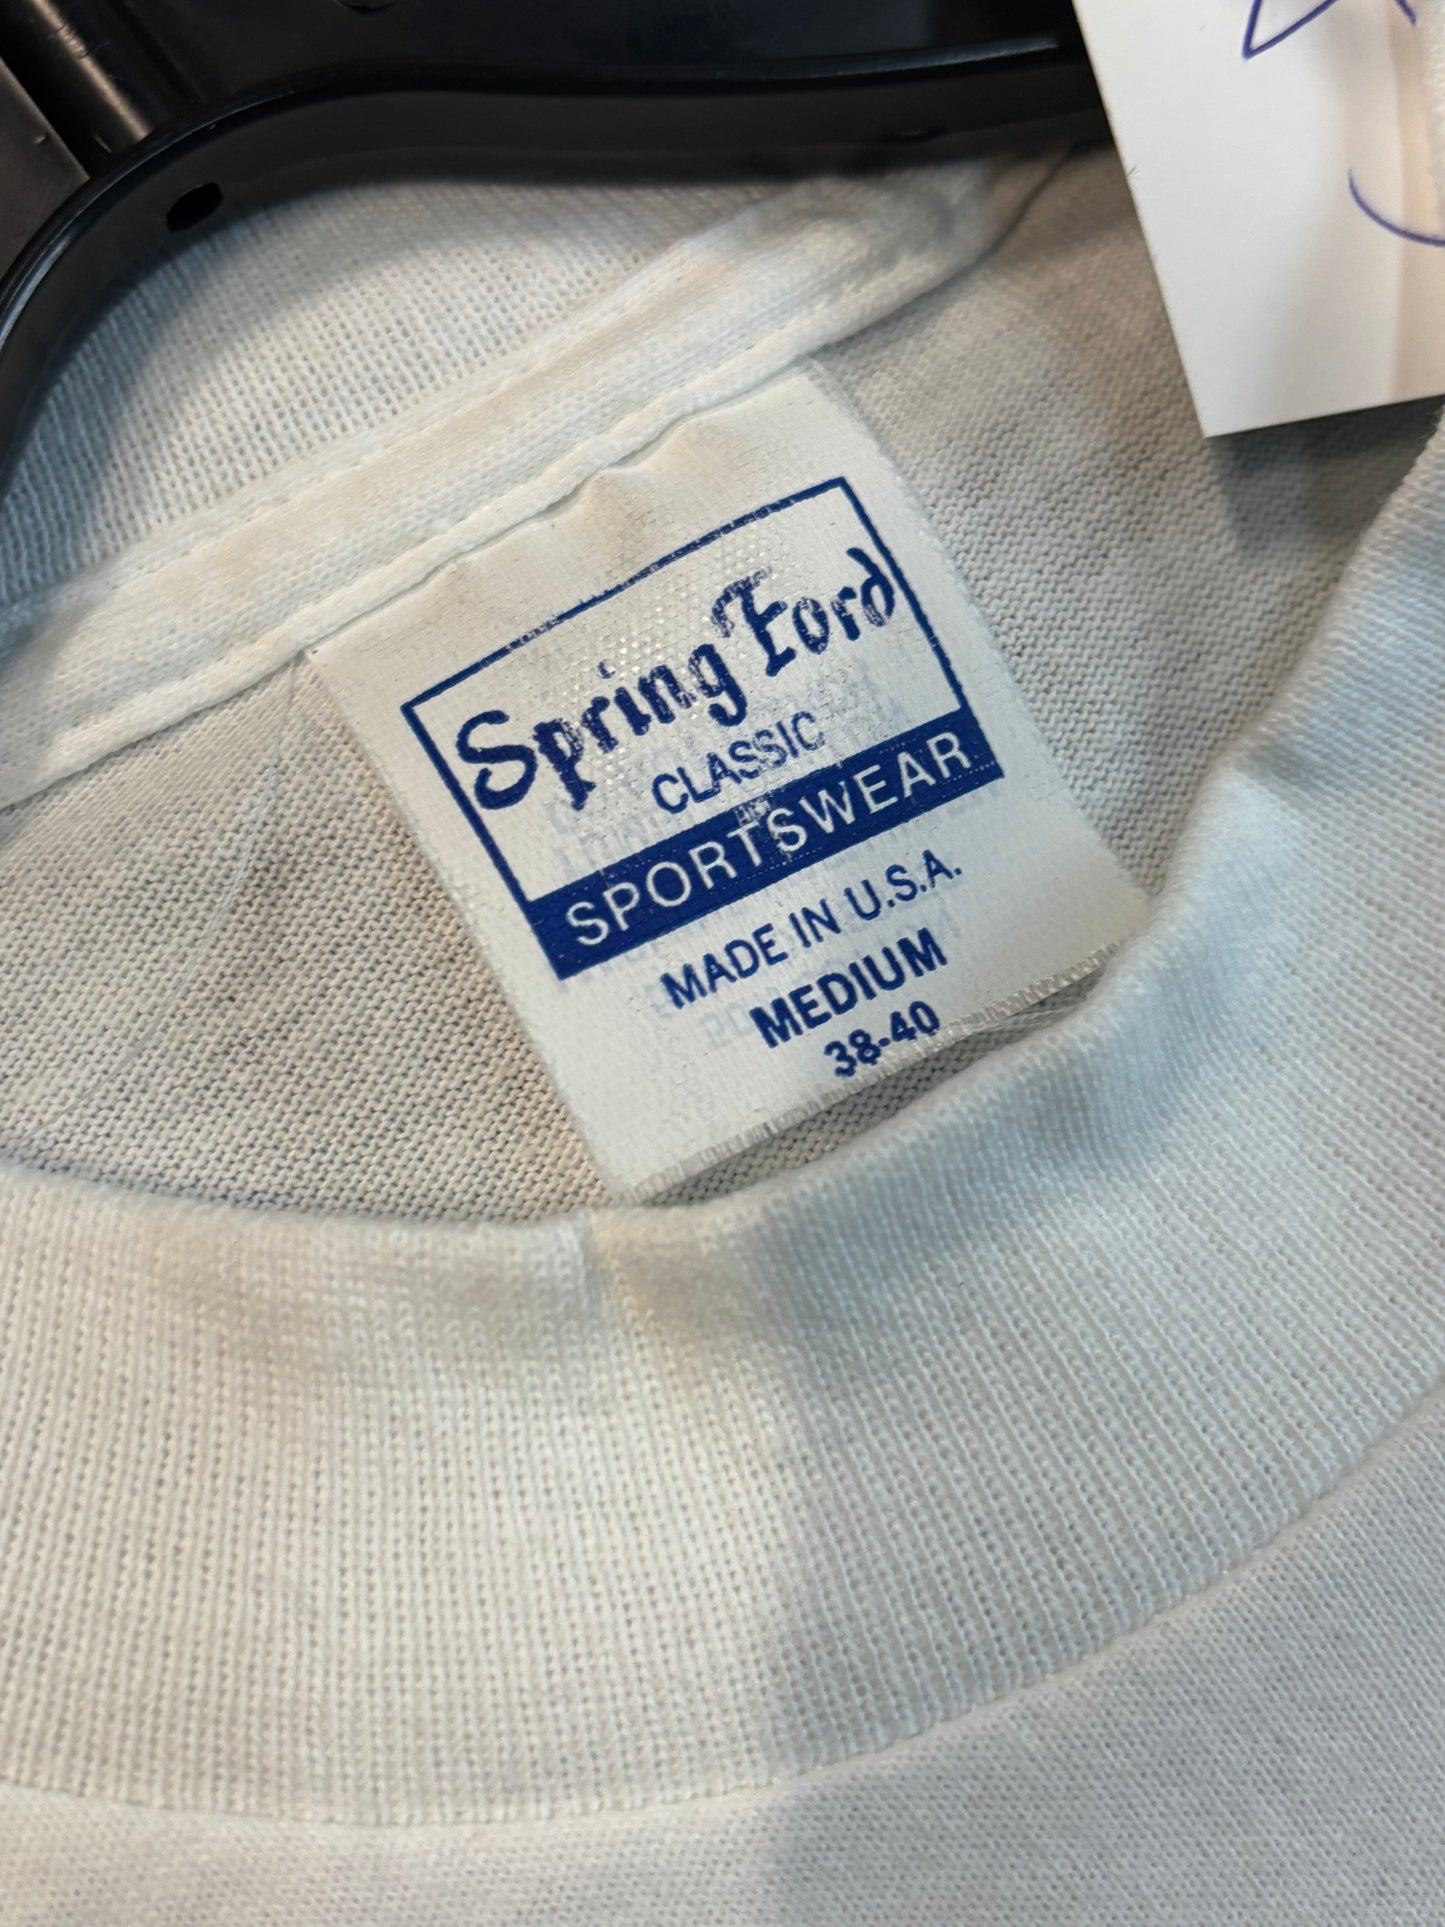 Spring Ford
CLASSIC
SPORTSWEAR
MADE IN U.S.A.
MEDIUM
38-40